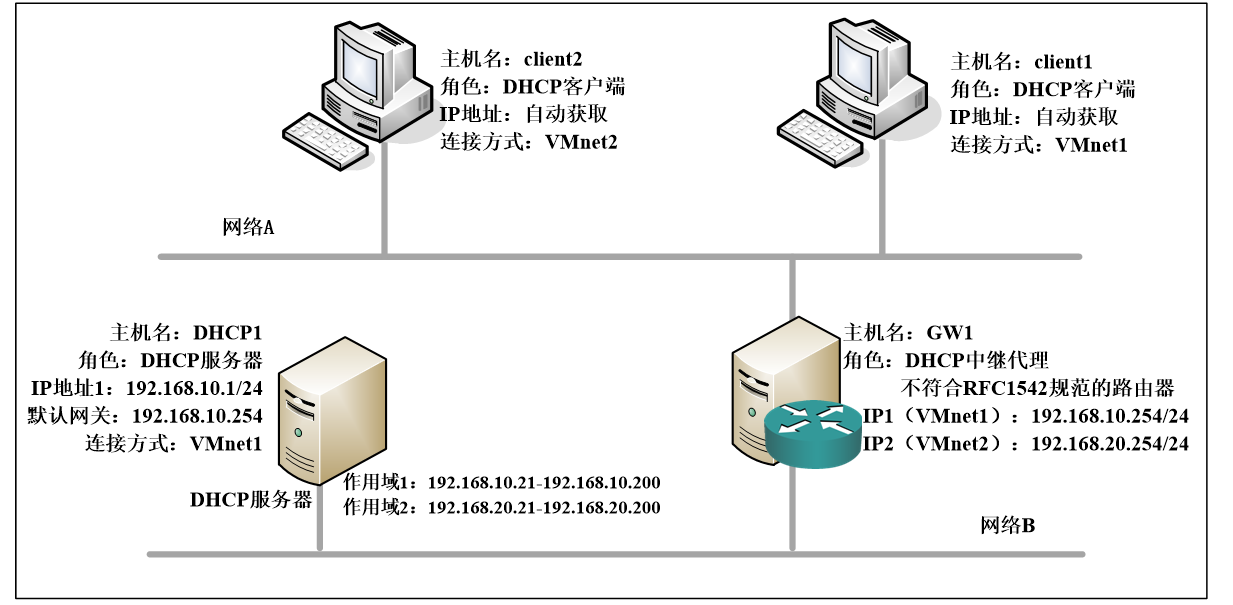 主机名：client2
角色：DHCP客户端
IP地址：自动获取
连接方式：VMnet2
主机名：client1
角色：DHCP客户端
IP地址：自动获取
连接方式：VMnet1
网络A
主机名：DHCP1
角色：DHCP服务器
IP地址1：192.168.10.1/24
默认网关：192.168.10.254
连接方式：VMnet1
DHCP服务器
作用域1：192.168.10.21-192.168.10.200
作用域2：192.168.20.21-192.168.20.200
主机名：GW1
角色：DHCP中继代理
不符合RFC1542规范的路由器
IP1（VMnet1）：192.168.10.254/24
IP2（VMnet2）：192.168.20.254/24
网络B